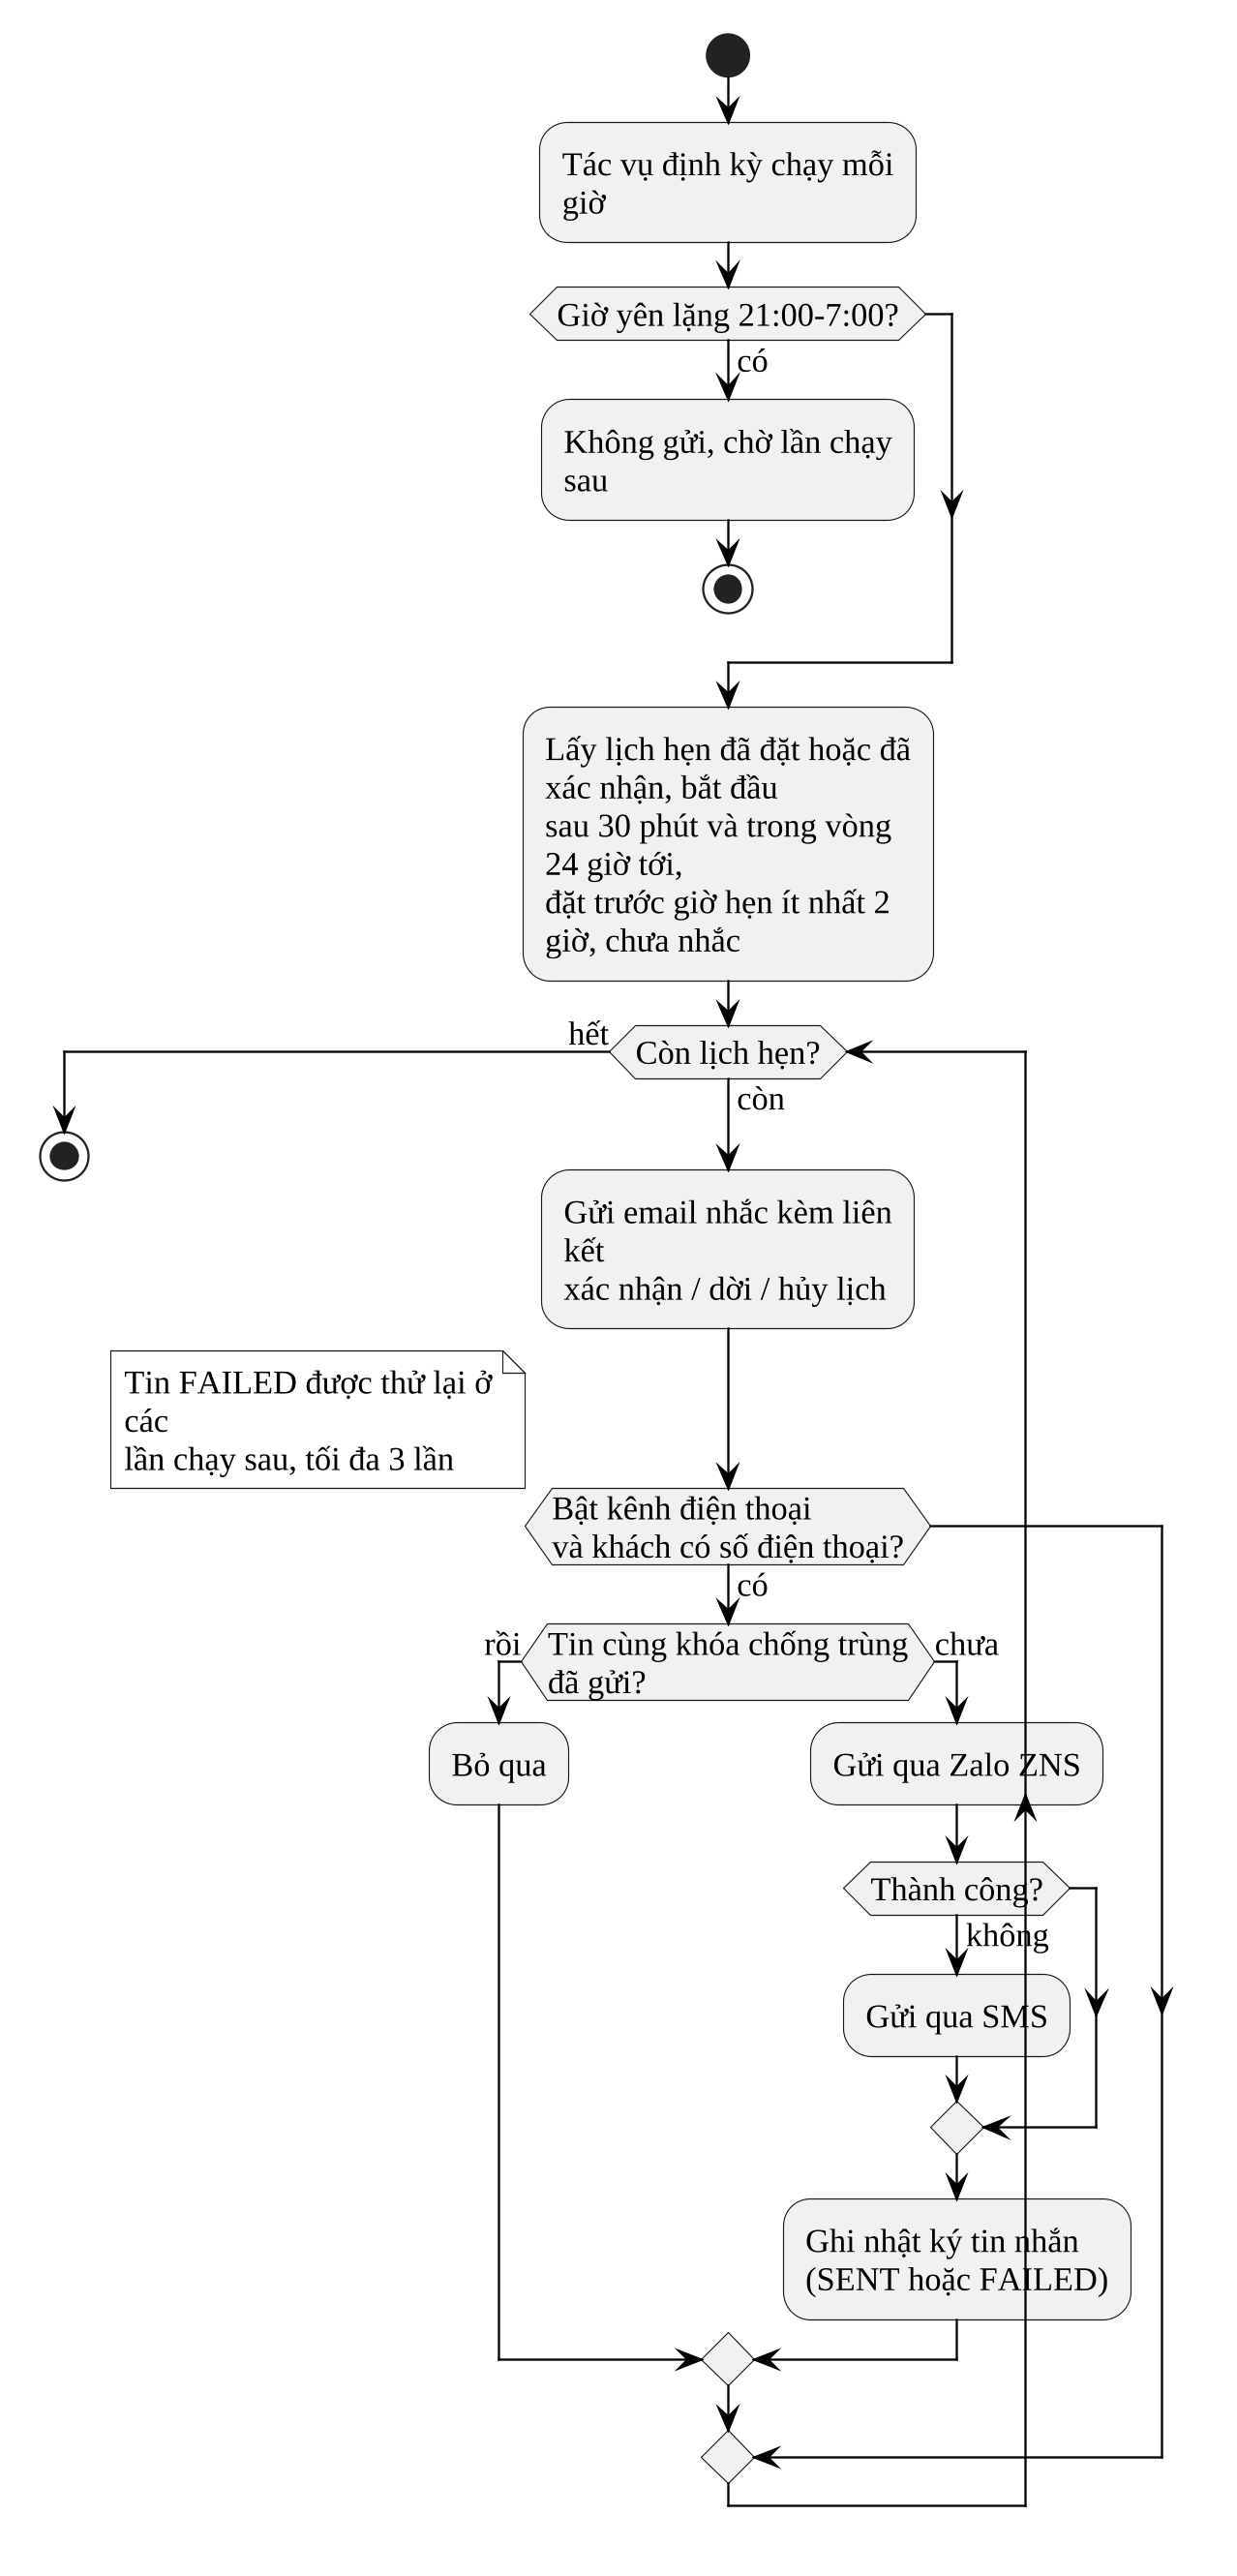 Tác vụ định kỳ chạy mỗi
giờ
Giờ yên lặng 21:00-7:00?
có
Không gửi, chờ lần chạy
sau
Lấy lịch hẹn đã đặt hoặc đã
xác nhận, bắt đầu
sau 30 phút và trong vòng
24 giờ tới,
đặt trước giờ hẹn ít nhất 2
giờ, chưa nhắc
hết
Còn lịch hẹn?
còn
Gửi email nhắc kèm liên
kết
xác nhận / dời / hủy lịch
Tin FAILED được thử lại ở
các
lần chạy sau, tối đa 3 lần
Bật kênh điện thoại
và khách có số điện thoại?
có
rồi
Tin cùng khóa chống trùng
đã gửi?
chưa
Bỏ qua
Gửi qua Zalo ZNS
Thành công?
không
Gửi qua SMS
Ghi nhật ký tin nhắn
(SENT hoặc FAILED)